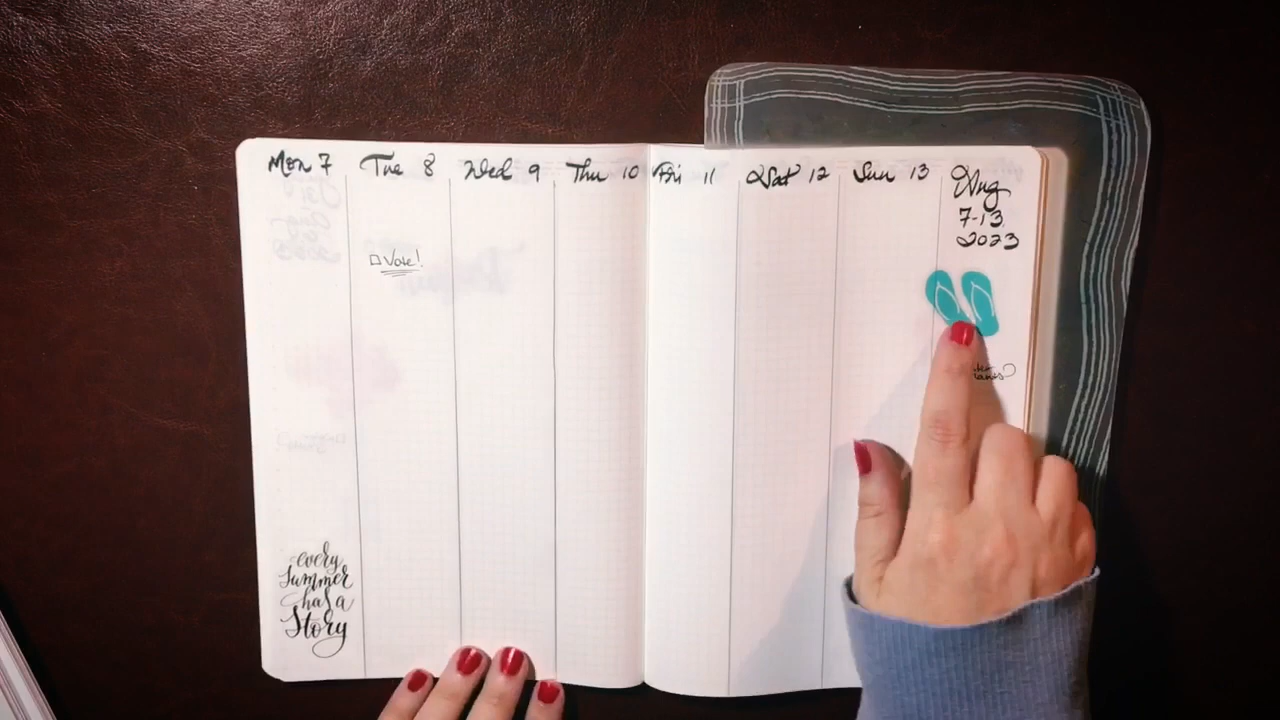 Mon 7 Tue 8 Wed 9 Thu 10 Fri 11 Sat 12 Sun 13
Aug
7-13
2023
Vote!
every
Summer
has a
Story